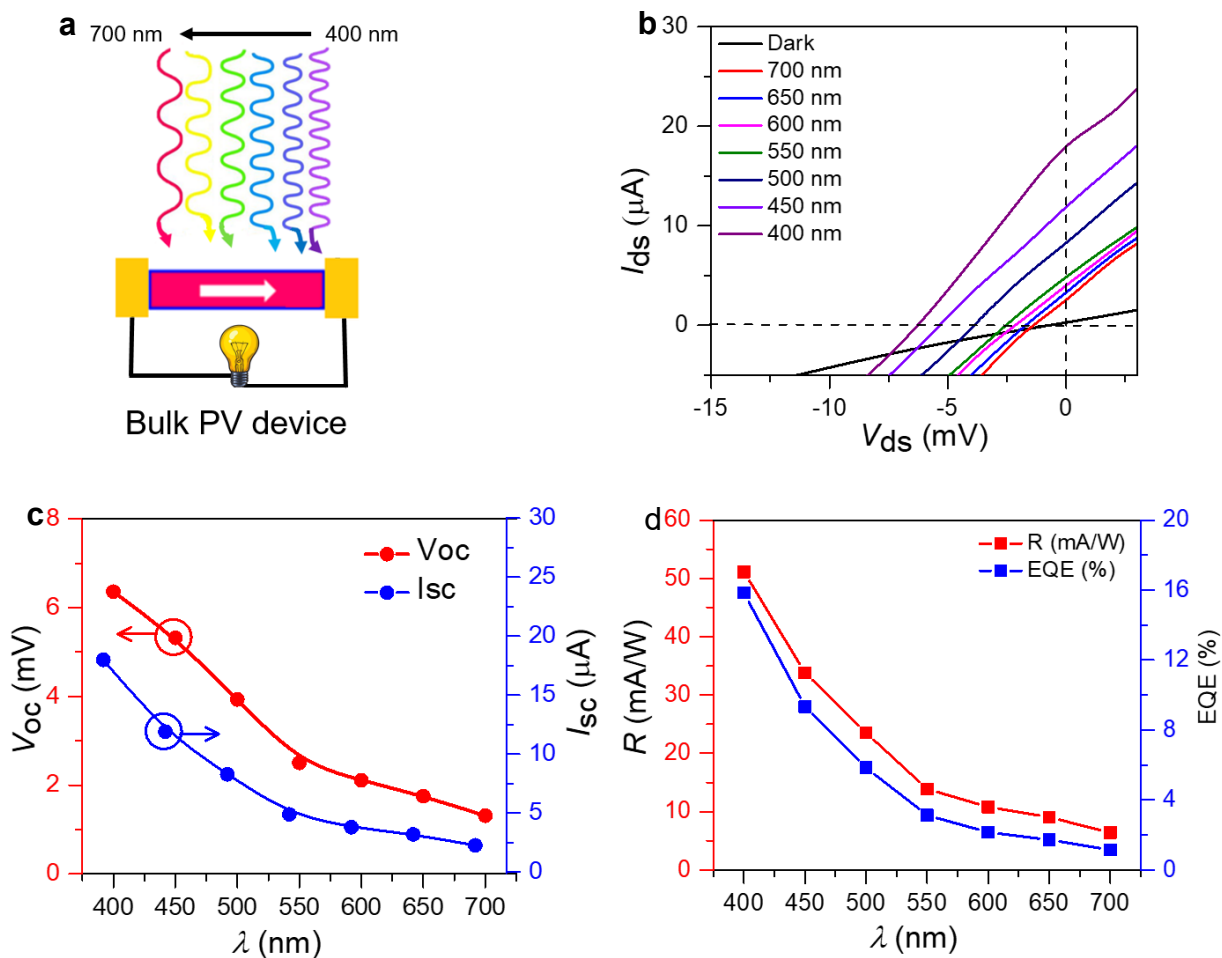 a
700 nm
400 nm
Bulk PV device
b
30
20
10
0
Ids (μA)
Dark
700 nm
650 nm
600 nm
550 nm
500 nm
450 nm
400 nm
-15
-10
-5
0
Vds (mV)
c
8
6
4
2
0
Voc (mV)
Voc
Isc
30
25
20
15
10
5
0
Isc (μA)
400
450
500
550
600
650
700
λ (nm)
d
60
50
40
30
20
10
0
R (mA/W)
R (mA/W)
EQE (%)
20
16
12
8
4
0
EQE (%)
400
450
500
550
600
650
700
λ (nm)